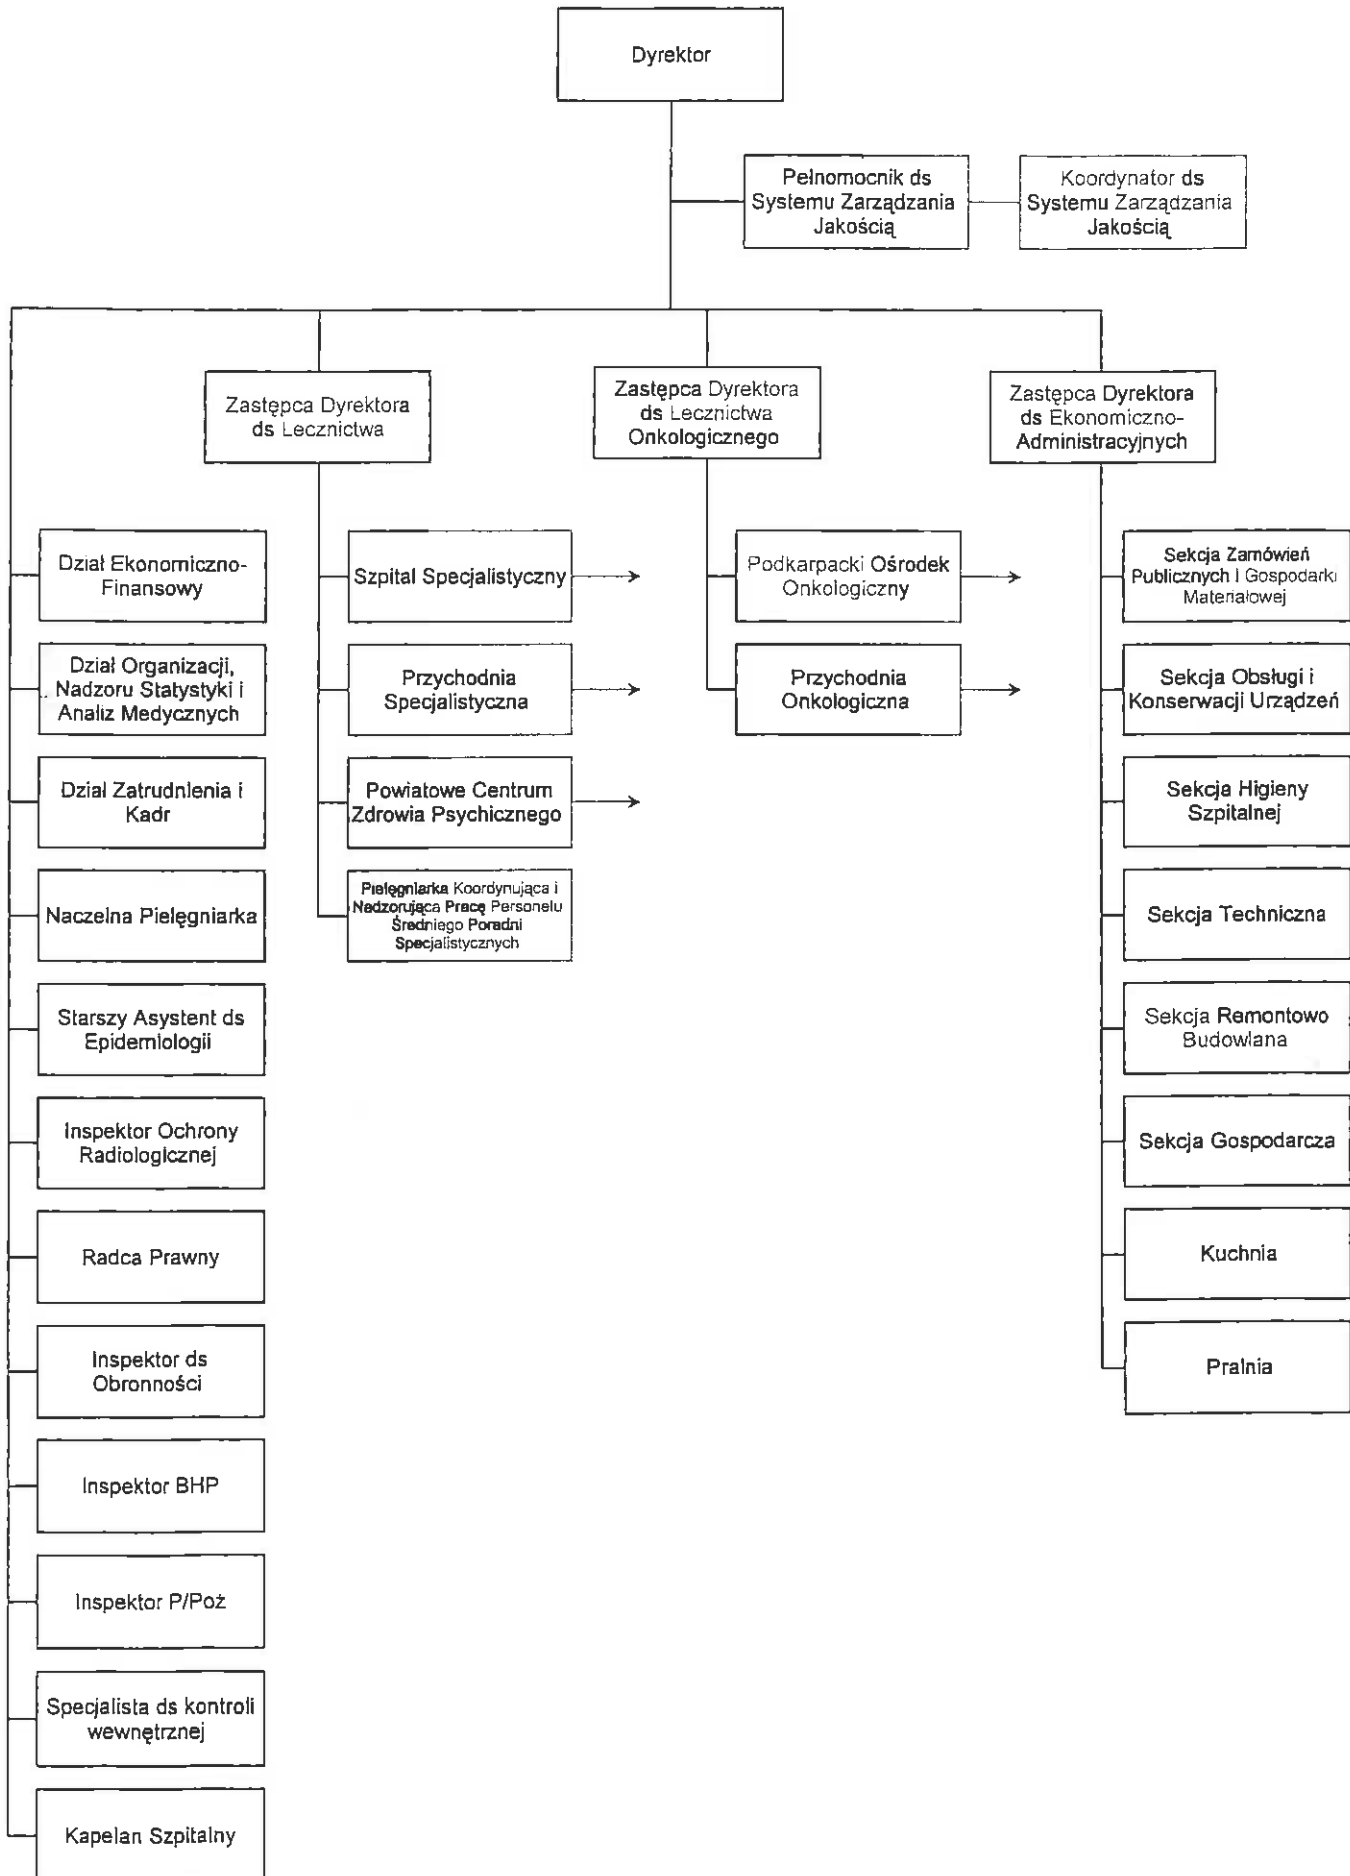 Dyrektor
Pełnomocnik ds
Systemu Zarządzania
Jakością
Koordynator ds
Systemu Zarządzania
Jakością
Zastępca Dyrektora
ds Lecznictwa
Zastępca Dyrektora
ds Lecznictwa
Onkologicznego
Zastępca Dyrektora
ds Ekonomiczno-
Administracyjnych
Dział Ekonomiczno-
Finansowy
Dział Organizacji,
Nadzoru Statystyki i
Analiz Medycznych
Dział Zatrudnienia i
Kadr
Naczelna Pielęgniarka
Starszy Asystent ds
Epidemiologii
Inspektor Ochrony
Radiologicznej
Radca Prawny
Inspektor ds
Obronności
Inspektor BHP
Inspektor P/Poż
Specjalista ds kontroli
wewnętrznej
Kapelan Szpitalny
Szpital Specjalistyczny
Przychodnia
Specjalistyczna
Powiatowe Centrum
Zdrowia Psychicznego
Pielęgniarka Koordynująca i
Nadzorująca Pracę Personelu
Średniego Poradni
Specjalistycznych
Podkarpacki Ośrodek
Onkologiczny
Przychodnia
Onkologiczna
Sekcja Zamówień
Publicznych i Gospodarki
Materiałowej
Sekcja Obsługi i
Konserwacji Urządzeń
Sekcja Higieny
Szpitalnej
Sekcja Techniczna
Sekcja Remontowo
Budowlana
Sekcja Gospodarcza
Kuchnia
Pralnia